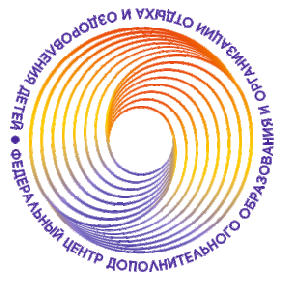 ФЕДЕРАЛЬНЫЙ ЦЕНТР ДОПОЛНИТЕЛЬНОГО ОБРАЗОВАНИЯ И ОРГАНИЗАЦИИ ОТДЫХА И ОЗДОРОВЛЕНИЯ ДЕТЕЙ •